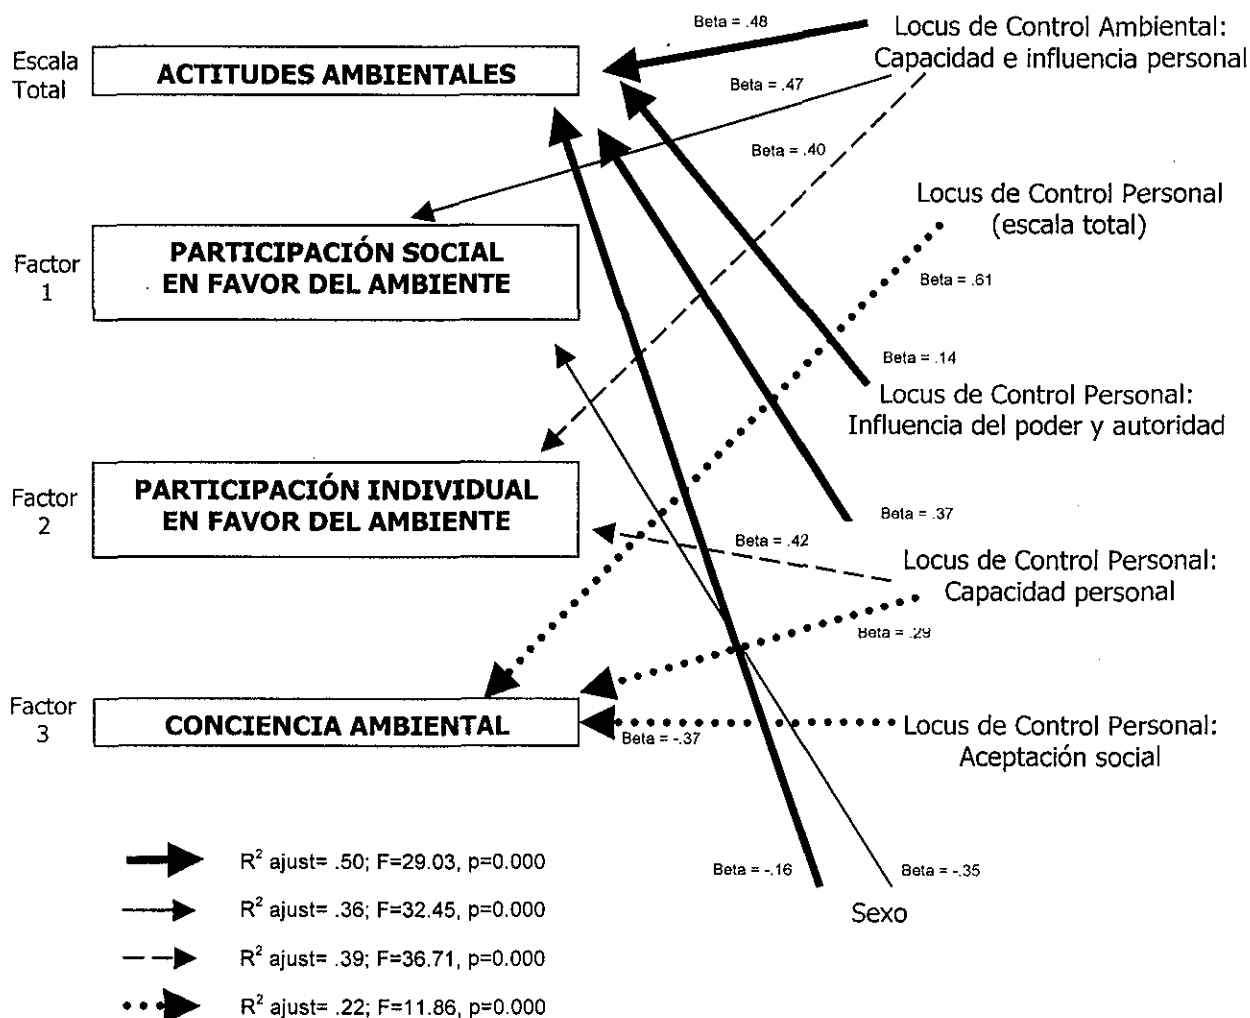 Escala
Total
ACTITUDES AMBIENTALES
Beta = .48
Locus de Control Ambiental:
Capacidad e influencia personal
Beta = .47
Beta = .40
Locus de Control Personal
(escala total)
Factor
1
PARTICIPACIÓN SOCIAL
EN FAVOR DEL AMBIENTE
Beta = .61
Beta = .14
Locus de Control Personal:
Influencia del poder y autoridad
Factor
2
PARTICIPACIÓN INDIVIDUAL
EN FAVOR DEL AMBIENTE
Beta = .37
Beta = .42
Locus de Control Personal:
Capacidad personal
Beta = .29
Factor
3
CONCIENCIA AMBIENTAL
Beta = -.37
Locus de Control Personal:
Aceptación social
Beta = -.16
Beta = -.35
Sexo
R² ajust= .50; F=29.03, p=0.000
R² ajust= .36; F=32.45, p=0.000
R² ajust= .39; F=36.71, p=0.000
R² ajust= .22; F=11.86, p=0.000